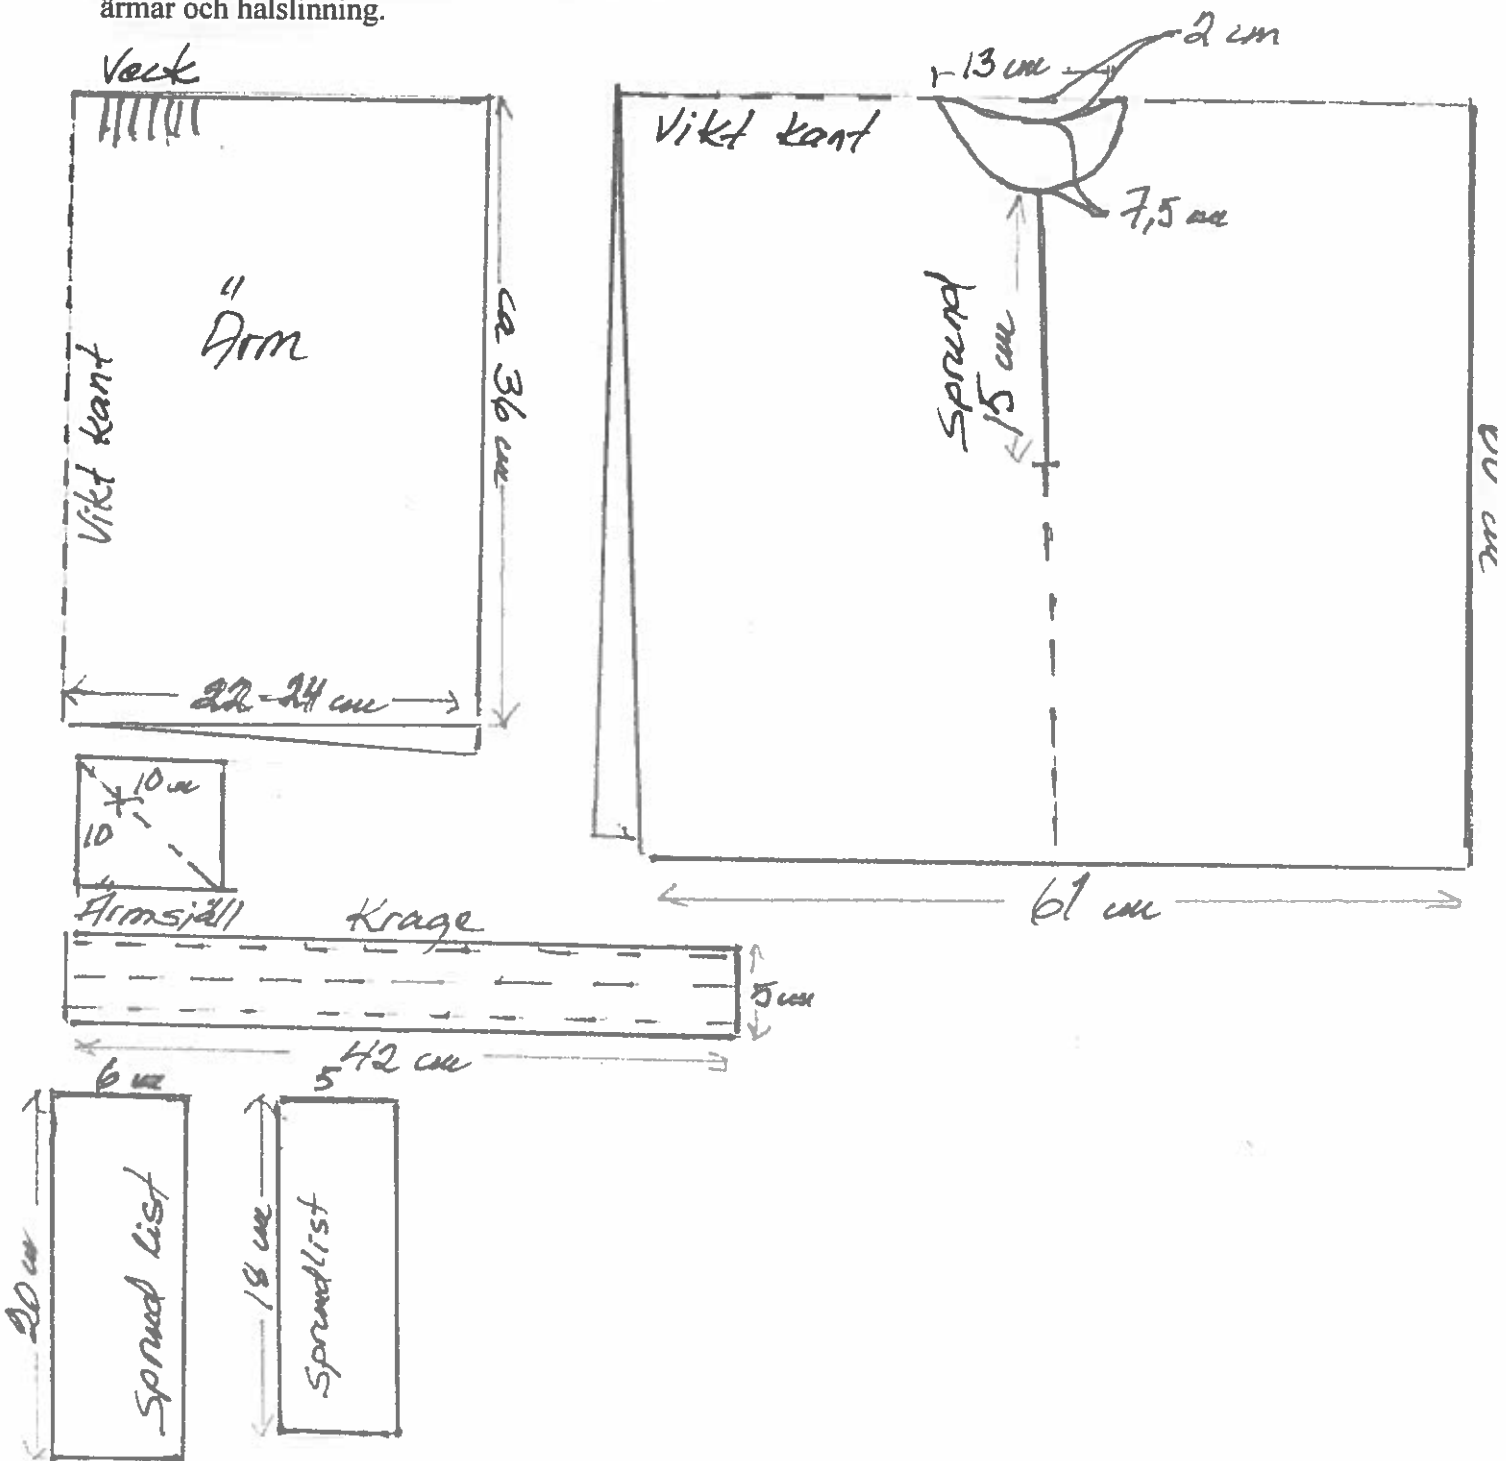 ärmar och halslinning.
Veck
Vikt kant
Ärm
ca 36 cm
22-24 cm
13 cm
2 cm
Vikt kant
7,5 cm
Sprund
15 cm
61 cm
10 cm
10
Ärmsjäll
Krage
5 cm
42 cm
6 cm
20 cm
Sprund list
5
18 cm
Sprundlist